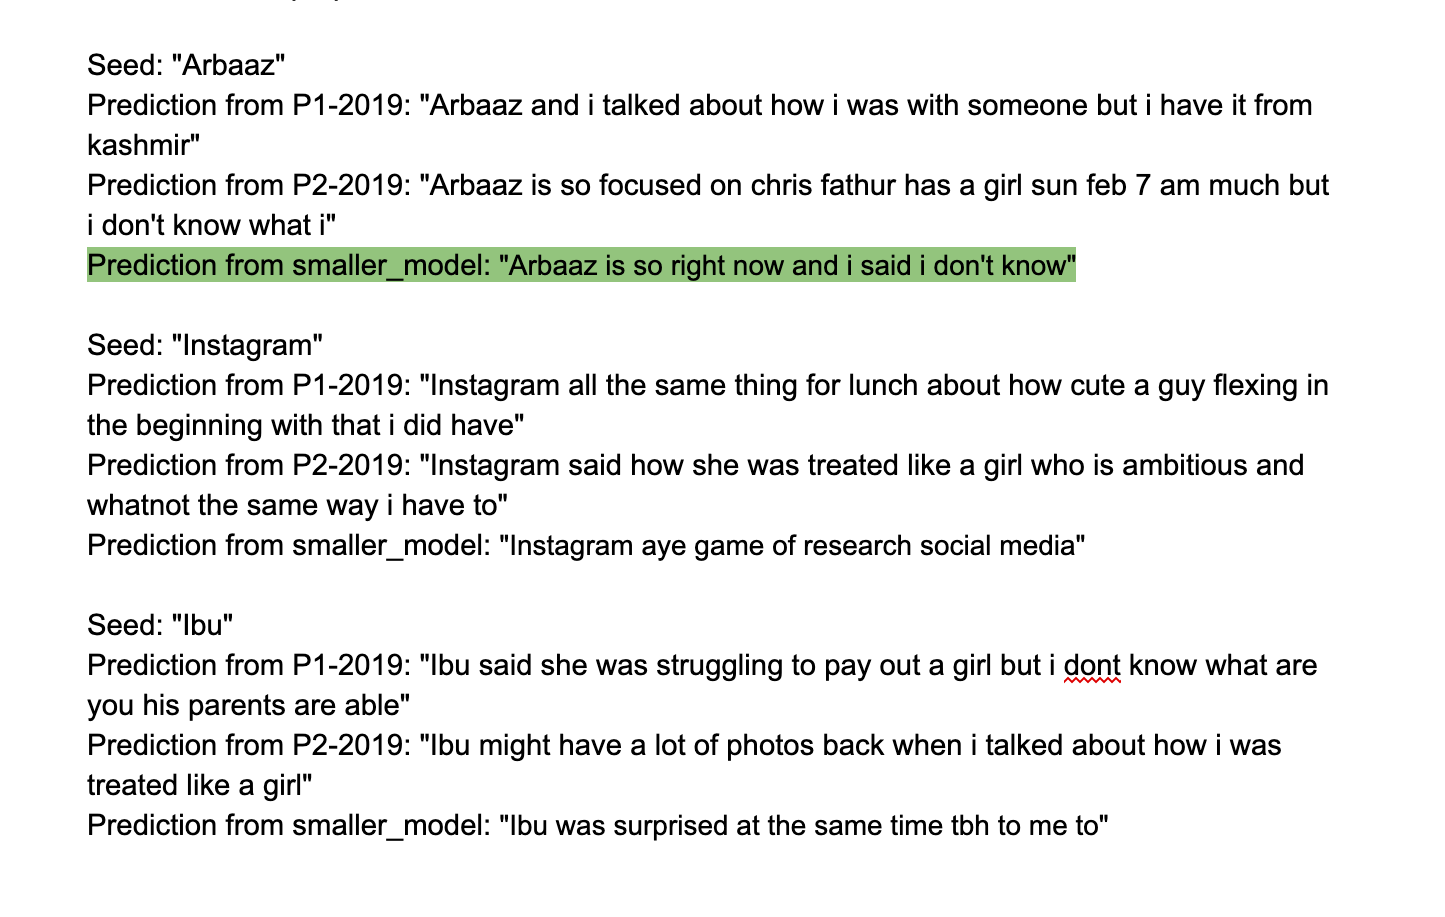 Seed: "Arbaaz"
Prediction from P1-2019: "Arbaaz and i talked about how i was with someone but i have it from
kashmir"
Prediction from P2-2019: "Arbaaz is so focused on chris fathur has a girl sun feb 7 am much but
i don't know what i"
Prediction from smaller_model: "Arbaaz is so right now and i said i don't know"
Seed: "Instagram"
Prediction from P1-2019: "Instagram all the same thing for lunch about how cute a guy flexing in
the beginning with that i did have"
Prediction from P2-2019: "Instagram said how she was treated like a girl who is ambitious and
whatnot the same way i have to"
Prediction from smaller_model: "Instagram aye game of research social media"
Seed: "Ibu"
Prediction from P1-2019: "Ibu said she was struggling to pay out a girl but i dont know what are
you his parents are able"
Prediction from P2-2019: "Ibu might have a lot of photos back when i talked about how i was
treated like a girl"
Prediction from smaller_model: "Ibu was surprised at the same time tbh to me to"